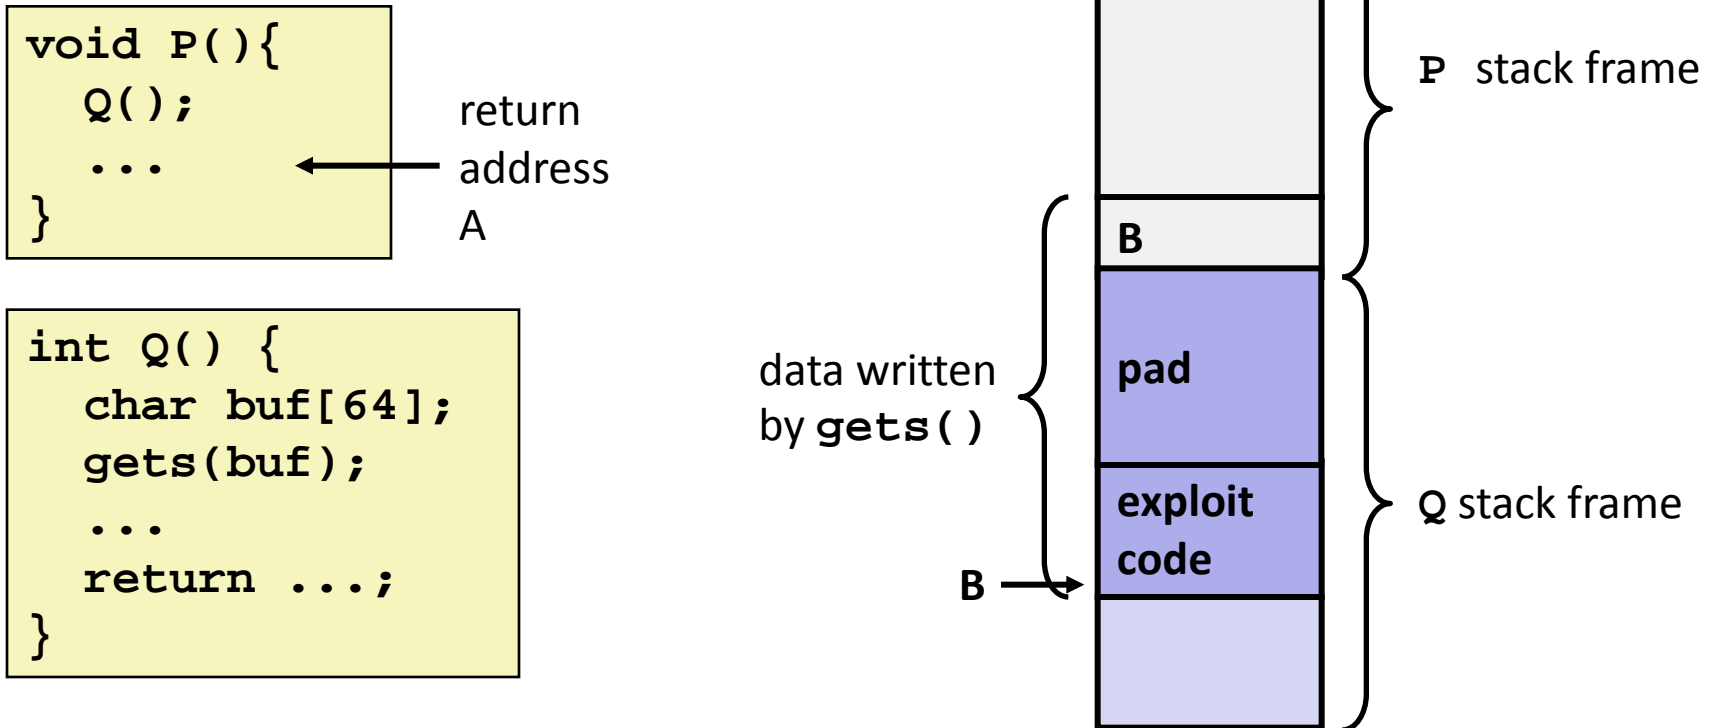 void P(){
  Q();
  ...
}
return
address
A
int Q() {
  char buf[64];
  gets(buf);
  ...
  return ...;
}
data written
by gets()
B
B
pad
exploit
code
P stack frame
Q stack frame